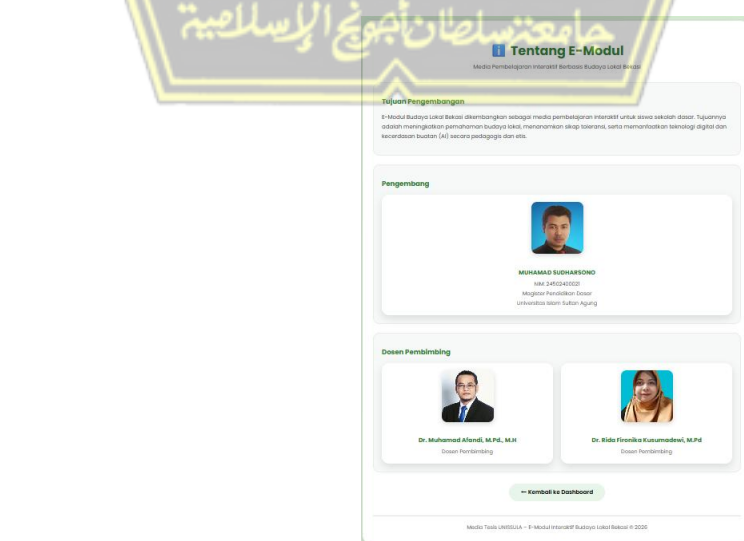 جامعة سلطان أجونج الإسلامية
Tentang E-Modul
Media Pembelajaran Interaktif Berbasis Budaya Lokal Bekasi
Tujuan Pengembangan
E-Modul Budaya Lokal Bekasi dikembangkan sebagai media pembelajaran interaktif untuk siswa sekolah dasar. Tujuannya
adalah meningkatkan pemahaman budaya lokal, menanamkan sikap toleransi, serta memanfaatkan teknologi digital dan
kecerdasan buatan (AI) secara pedagogis dan etis.
Pengembang
MUHAMAD SUDHARSONO
NIM: 21502400021
Magister Pendidikan Dasar
Universitas Islam Sultan Agung
Dosen Pembimbing
Dr. Muhamad Afandi, M.Pd., M.H
Dosen Pembimbing
Dr. Rida Fironika Kusumadewi, M.Pd
Dosen Pembimbing
← Kembali ke Dashboard
Media Tesis UNISSULA – E-Modul Interaktif Budaya Lokal Bekasi © 2026